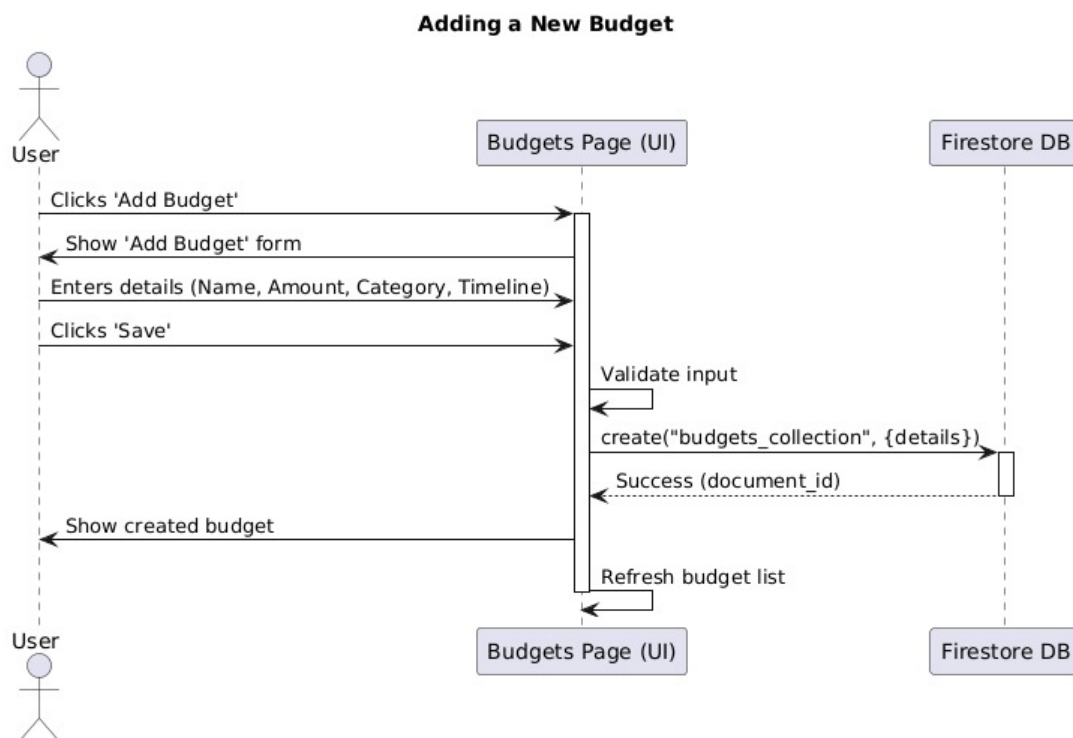 Adding a New Budget
User
Budgets Page (UI)
Firestore DB
Clicks 'Add Budget'
Show 'Add Budget' form
Enters details (Name, Amount, Category, Timeline)
Clicks 'Save'
Validate input
create("budgets_collection", {details})
Success (document_id)
Show created budget
Refresh budget list
User
Budgets Page (UI)
Firestore DB